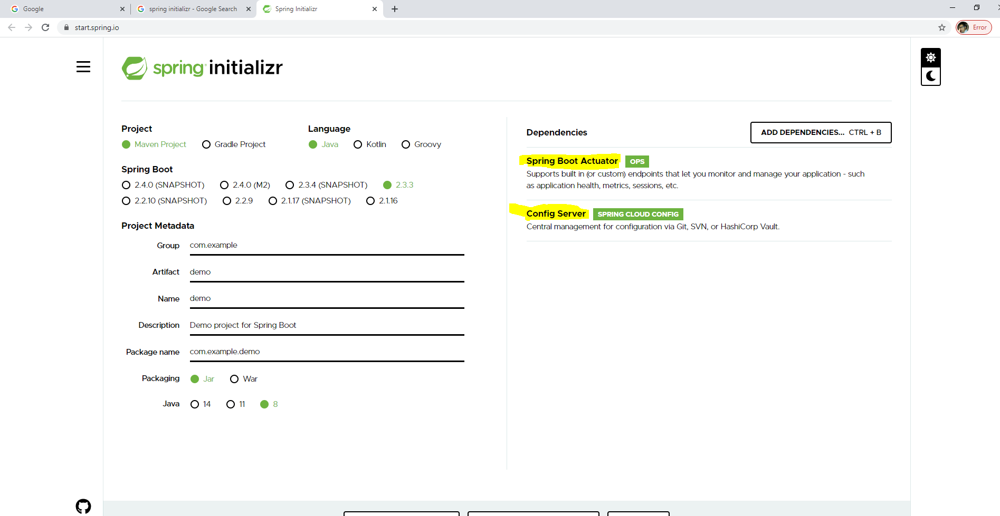 Google
spring initializr - Google Search
Spring Initializr
start.spring.io
Error
spring initializr
Project
Maven Project
Gradle Project
Language
Java
Kotlin
Groovy
Spring Boot
2.4.0 (SNAPSHOT)
2.4.0 (M2)
2.3.4 (SNAPSHOT)
2.3.3
2.2.10 (SNAPSHOT)
2.2.9
2.1.17 (SNAPSHOT)
2.1.16
Project Metadata
Group com.example
Artifact demo
Name demo
Description Demo project for Spring Boot
Package name com.example.demo
Packaging Jar War
Java 14 11 8
Dependencies
ADD DEPENDENCIES... CTRL + B
Spring Boot Actuator OPS
Supports built in (or custom) endpoints that let you monitor and manage your application - such
as application health, metrics, sessions, etc.
Config Server SPRING CLOUD CONFIG
Central management for configuration via Git, SVN, or HashiCorp Vault.